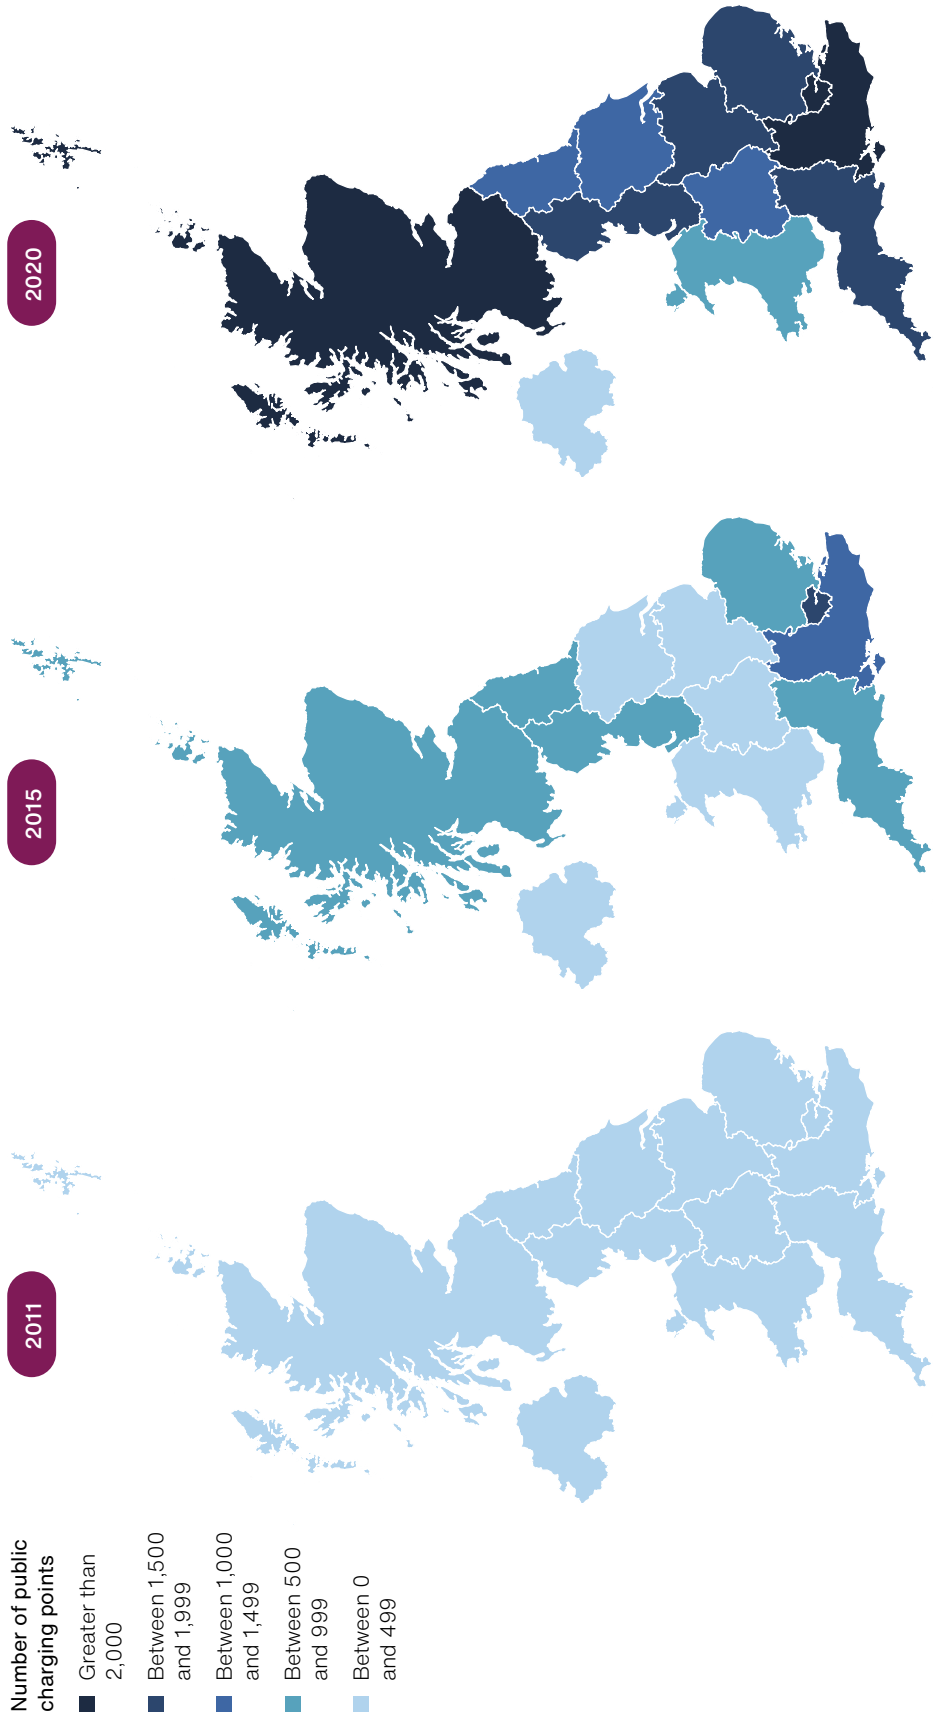 Number of public
charging points
Greater than
2,000
Between 1,500
and 1,999
Between 1,000
and 1,499
Between 500
and 999
Between 0
and 499
2011
2015
2020